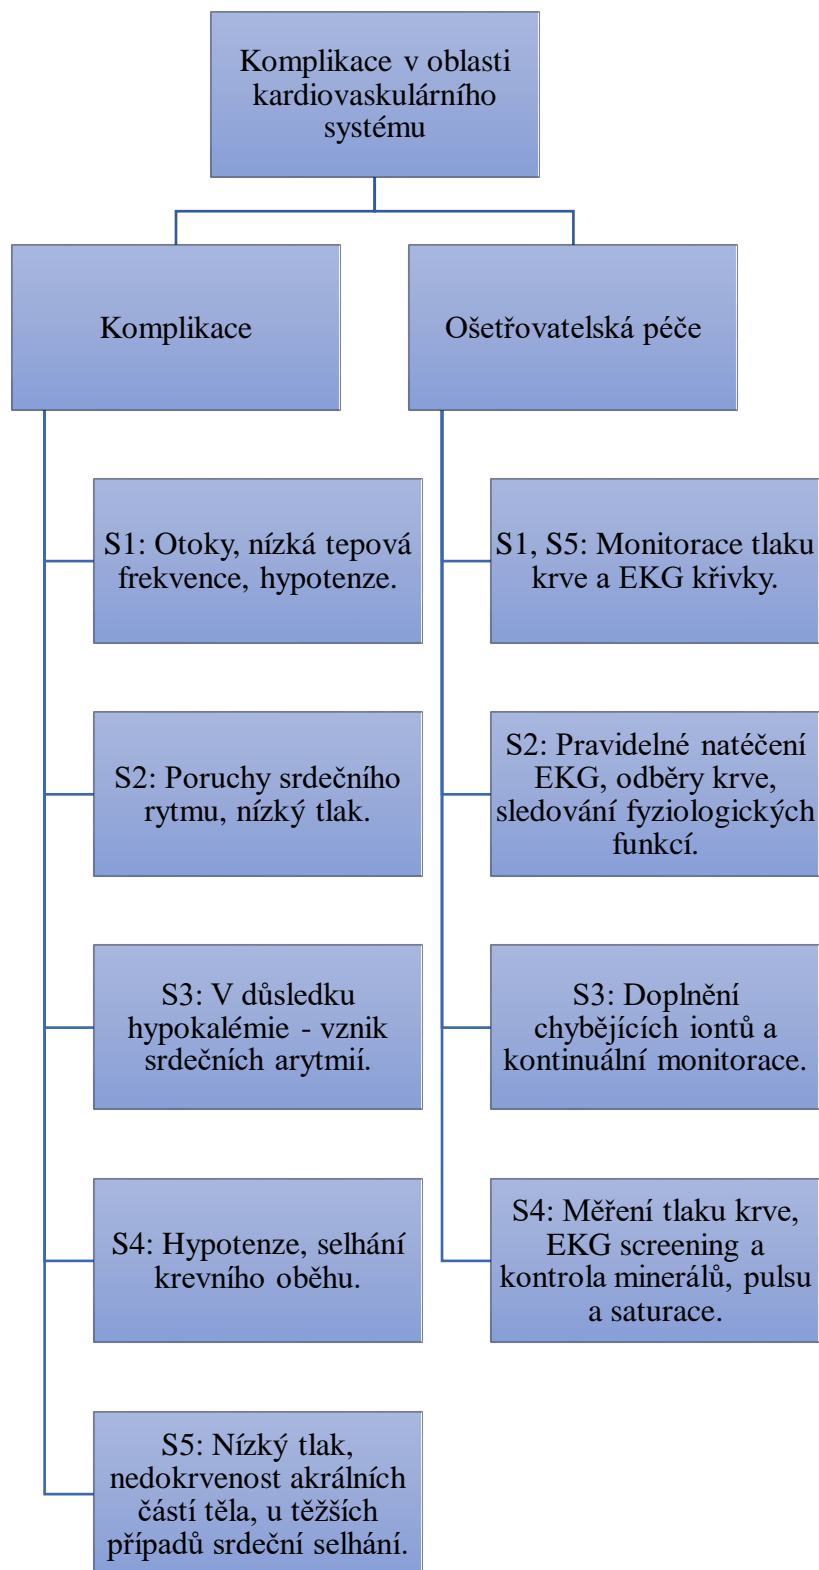 Komplikace v oblasti
kardiovaskulárního
systému
Komplikace
Ošetřovatelská péče
S1: Otoky, nízká tepová
frekvence, hypotenze.
S2: Poruchy srdečního
rytmu, nízký tlak.
S3: V důsledku
hypokalémie - vznik
srdečních arytmií.
S4: Hypotenze, selhání
krevního oběhu.
S5: Nízký tlak,
nedokrvenost akrálních
částí těla, u těžších
případů srdeční selhání.
S1, S5: Monitorace tlaku
krve a EKG křivky.
S2: Pravidelné natéčení
EKG, odběry krve,
sledování fyziologických
funkcí.
S3: Doplnění
chybějících iontů a
kontinuální monitorace.
S4: Měření tlaku krve,
EKG screening a
kontrola minerálů, pulsu
a saturace.